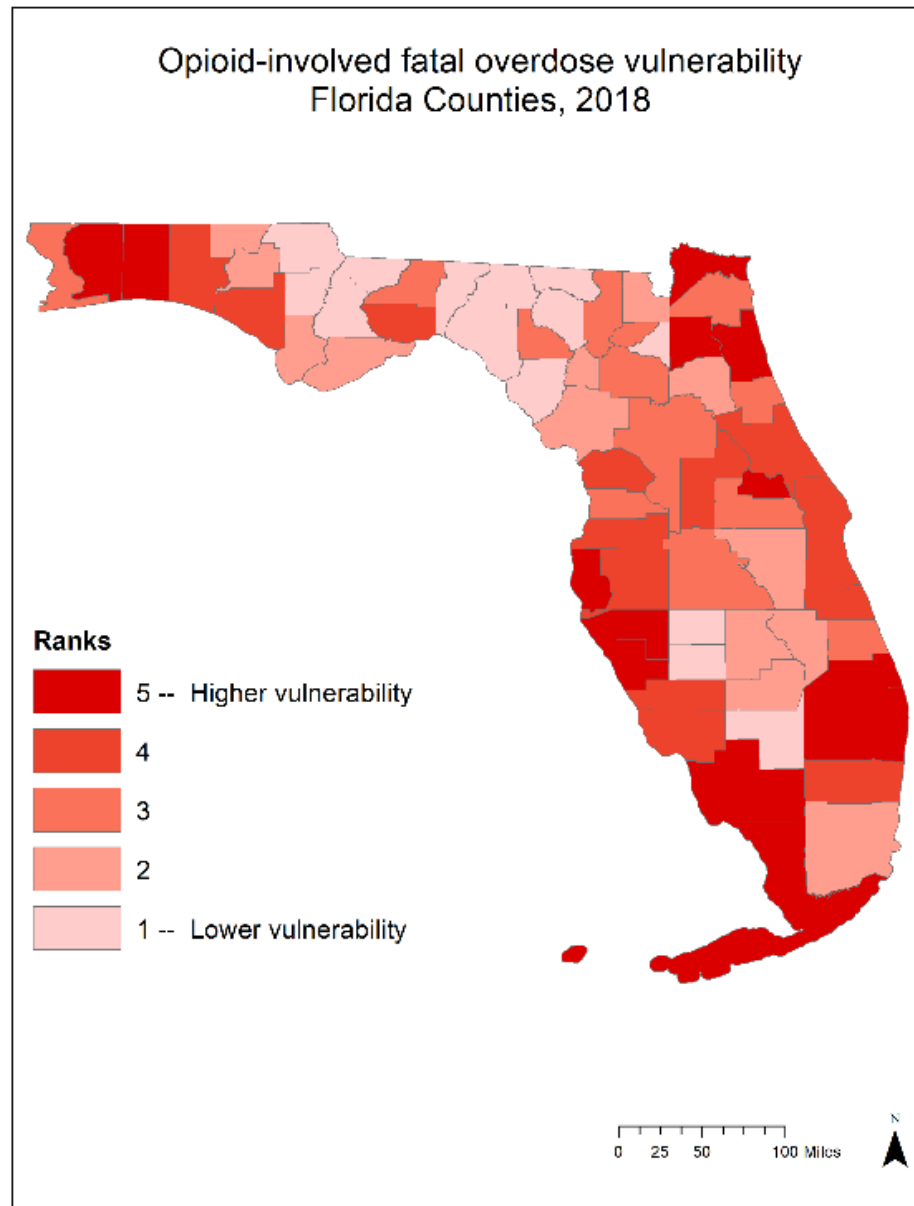 Opioid-involved fatal overdose vulnerability
Florida Counties, 2018
Ranks
5 -- Higher vulnerability
4
3
2
1 -- Lower vulnerability
N
0 25 50 100 Miles